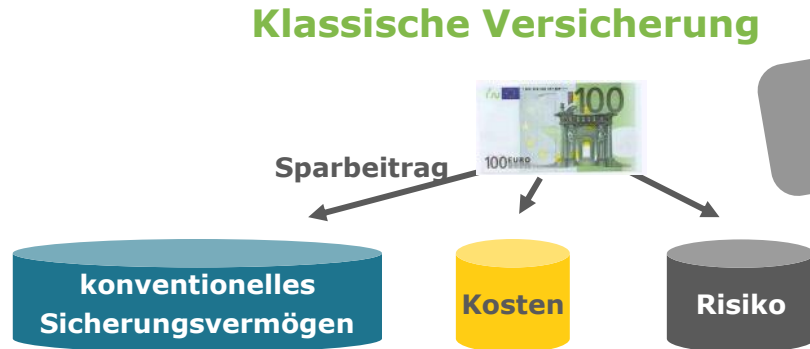 Klassische Versicherung
100
100 EURO
Sparbeitrag
konventionelles
Sicherungsvermögen
Kosten
Risiko